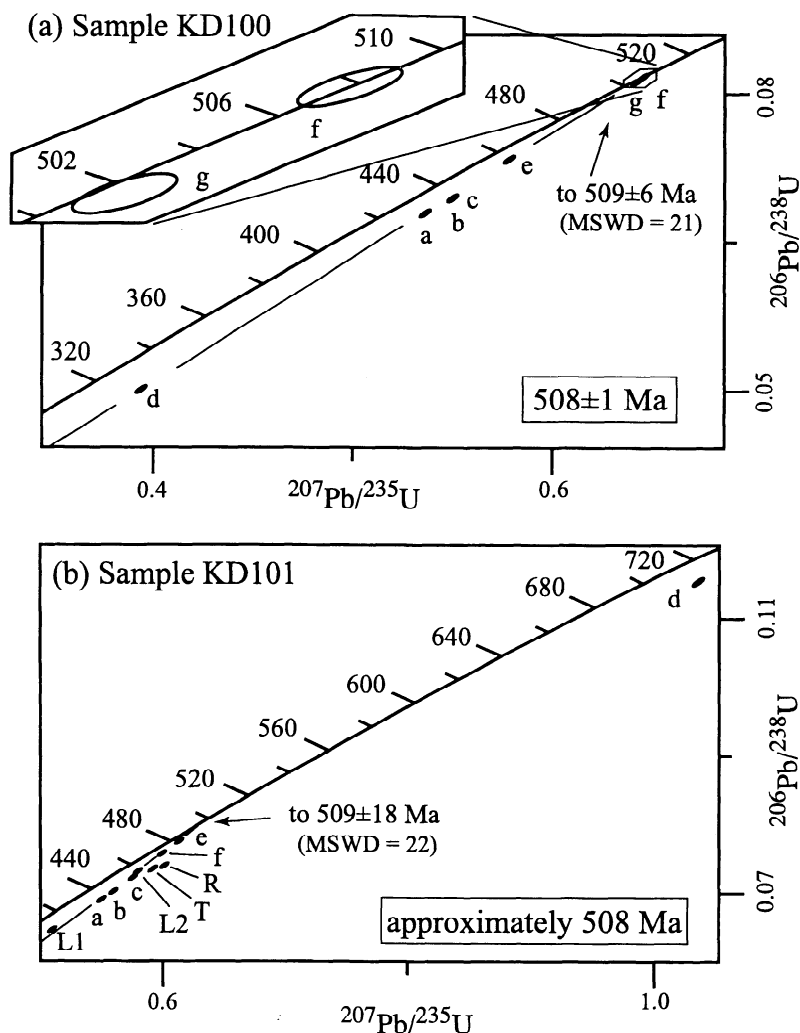 (a) Sample KD100
510
506
f
502
g
520
480
g f
440
e
c
b
a
400
360
320
d
to 509±6 Ma
(MSWD = 21)
508±1 Ma
0.08
0.05
²⁰⁶Pb/²³⁸U
0.4
²⁰⁷Pb/²³⁵U
0.6
(b) Sample KD101
720
d
680
640
600
560
520
480
440
to 509±18 Ma
(MSWD = 22)
e
f
R
T
L2
c
b
a
L1
approximately 508 Ma
0.11
0.07
²⁰⁶Pb/²³⁸U
0.6
²⁰⁷Pb/²³⁵U
1.0